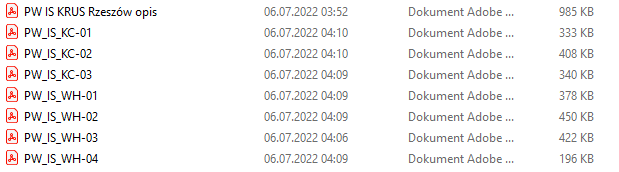 PW IS KRUS Rzeszów opis 06.07.2022 03:52 Dokument Adobe ... 985 KB
PW_IS_KC-01 06.07.2022 04:10 Dokument Adobe ... 333 KB
PW_IS_KC-02 06.07.2022 04:10 Dokument Adobe ... 408 KB
PW_IS_KC-03 06.07.2022 04:09 Dokument Adobe ... 340 KB
PW_IS_WH-01 06.07.2022 04:09 Dokument Adobe ... 378 KB
PW_IS_WH-02 06.07.2022 04:09 Dokument Adobe ... 450 KB
PW_IS_WH-03 06.07.2022 04:06 Dokument Adobe ... 422 KB
PW_IS_WH-04 06.07.2022 04:09 Dokument Adobe ... 196 KB